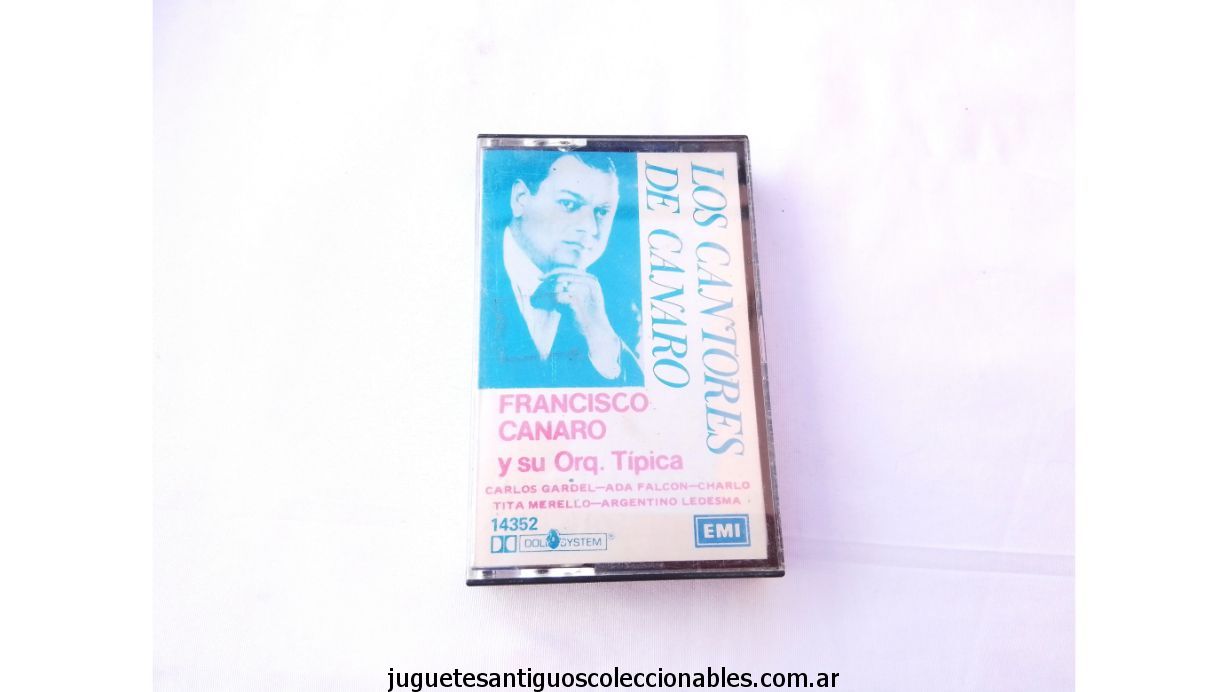 LOS CANTORES
DE CANARO
FRANCISCO
CANARO
y su Orq. Típica
CARLOS GARDEL—ADA FALCON—CHARLO
TITA MERELLO—ARGENTINO LEDESMA
14352
SYSTEM®
EMI
juguetesantiguoscoleccionables.com.ar